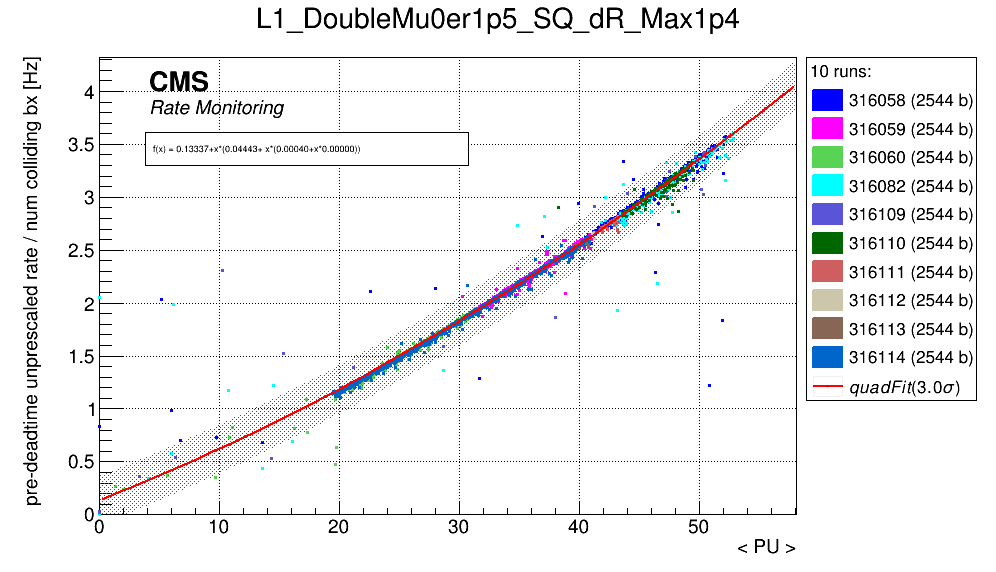 L1_DoubleMu0er1p5_SQ_dR_Max1p4
pre-deadtime unprescaled rate / num colliding bx [Hz]
CMS
Rate Monitoring
f(x) = 0.13337+x*(0.04443+ x*(0.00040+x*0.00000))
4
3.5
3
2.5
2
1.5
1
0.5
0
0
10
20
30
40
50
< PU >
10 runs:
316058 (2544 b)
316059 (2544 b)
316060 (2544 b)
316082 (2544 b)
316109 (2544 b)
316110 (2544 b)
316111 (2544 b)
316112 (2544 b)
316113 (2544 b)
316114 (2544 b)
quadFit(3.0σ)